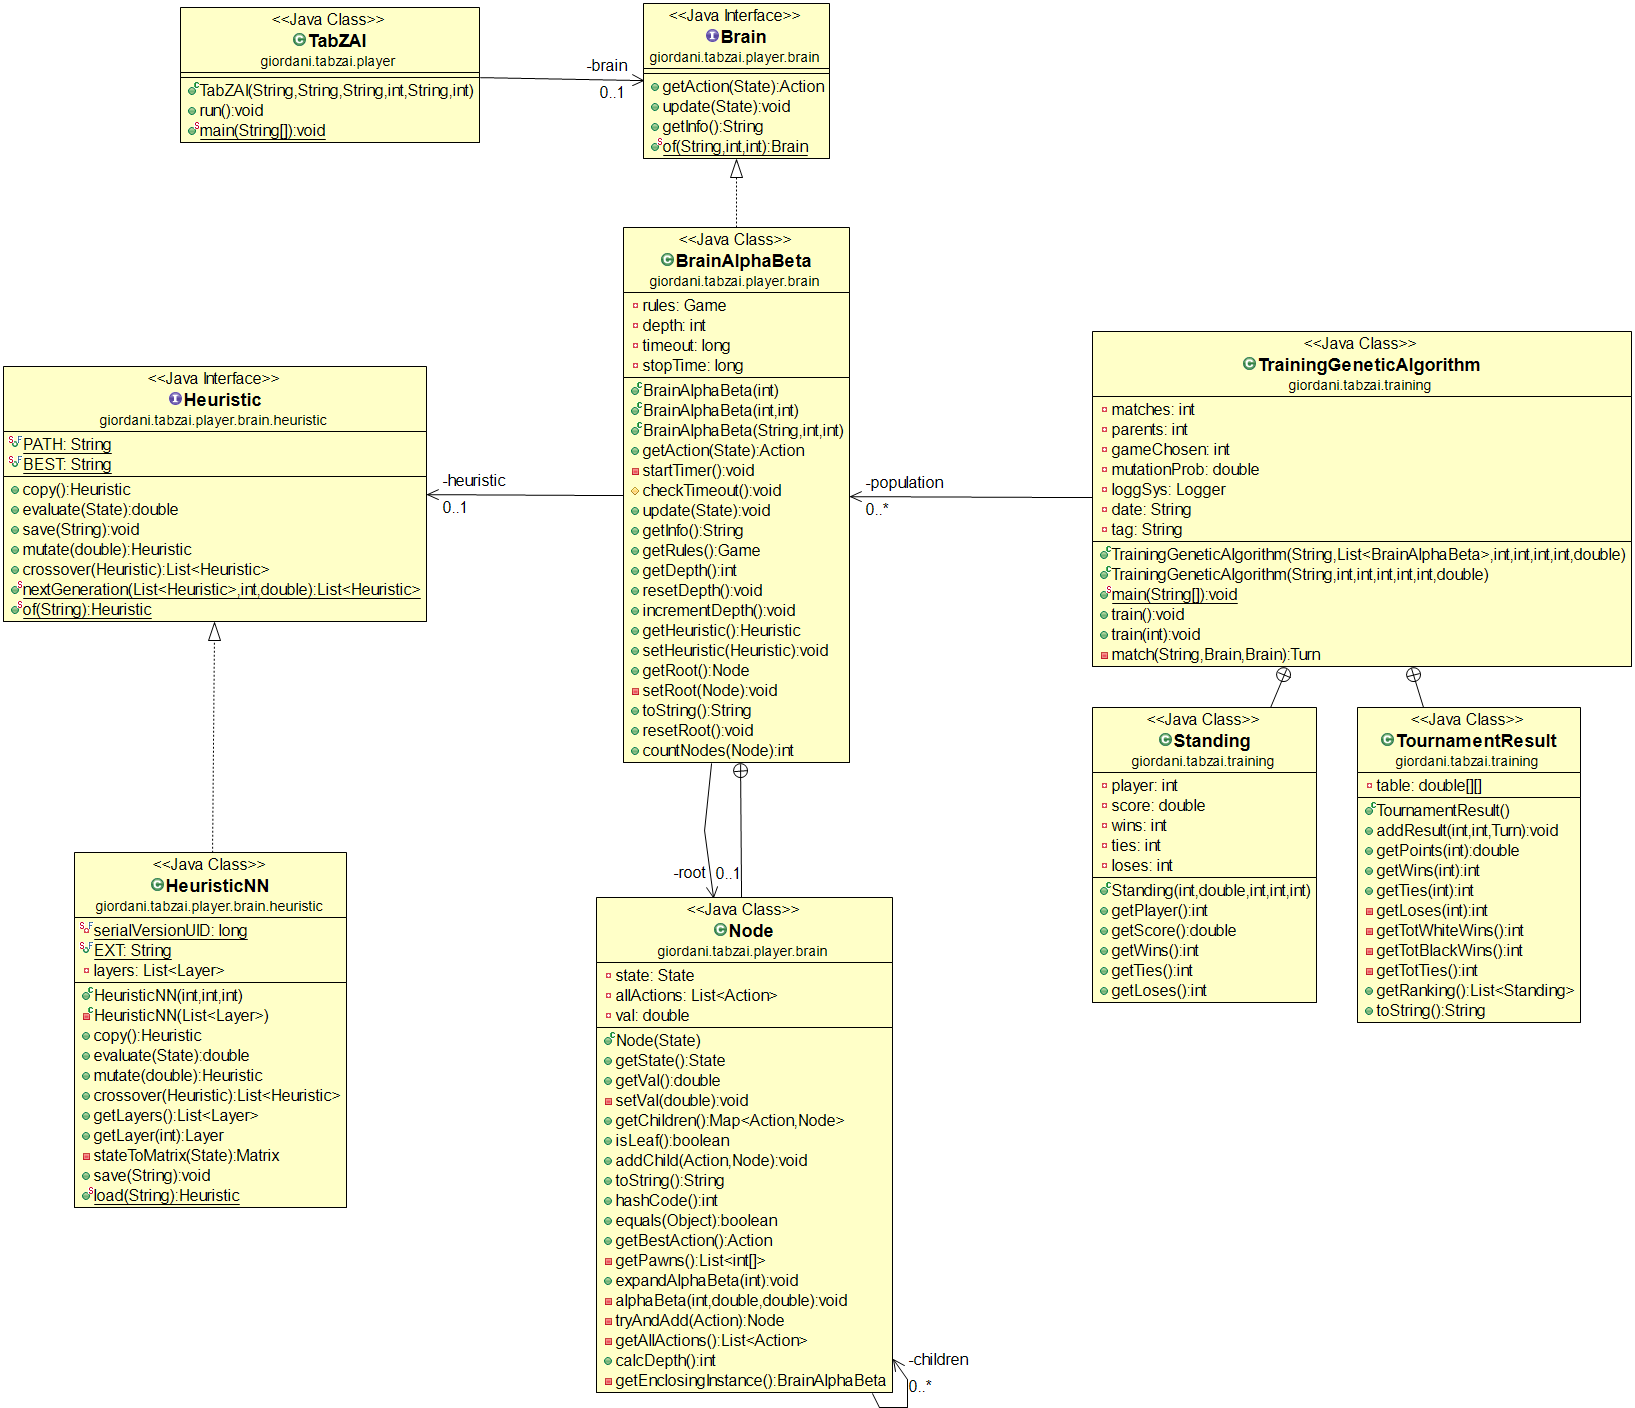 <<Java Class>>
TabZAI
giordani.tabzai.player
TabZAI(String,String,String,int,String,int)
run():void
main(String[]):void
-brain
0..1
<<Java Interface>>
Brain
giordani.tabzai.player.brain
getAction(State):Action
update(State):void
getInfo():String
of(String,int,int):Brain
<<Java Class>>
BrainAlphaBeta
giordani.tabzai.player.brain
rules: Game
depth: int
timeout: long
stopTime: long
BrainAlphaBeta(int)
BrainAlphaBeta(int,int)
BrainAlphaBeta(String,int,int)
getAction(State):Action
startTimer():void
checkTimeout():void
update(State):void
getInfo():String
getRules():Game
getDepth():int
resetDepth():void
incrementDepth():void
getHeuristic():Heuristic
setHeuristic(Heuristic):void
getRoot():Node
setRoot(Node):void
toString():String
resetRoot():void
countNodes(Node):int
<<Java Interface>>
Heuristic
giordani.tabzai.player.brain.heuristic
PATH: String
BEST: String
copy():Heuristic
evaluate(State):double
save(String):void
mutate(double):Heuristic
crossover(Heuristic):List<Heuristic>
nextGeneration(List<Heuristic>,int,double):List<Heuristic>
of(String):Heuristic
-heuristic
0..1
-population
0..*
<<Java Class>>
TrainingGeneticAlgorithm
giordani.tabzai.training
matches: int
parents: int
gameChosen: int
mutationProb: double
loggSys: Logger
date: String
tag: String
TrainingGeneticAlgorithm(String,List<BrainAlphaBeta>,int,int,int,int,double)
TrainingGeneticAlgorithm(String,int,int,int,int,int,double)
main(String[]):void
train():void
train(int):void
match(String,Brain,Brain):Turn
<<Java Class>>
Standing
giordani.tabzai.training
player: int
score: double
wins: int
ties: int
loses: int
Standing(int,double,int,int,int)
getPlayer():int
getScore():double
getWins():int
getTies():int
getLoses():int
<<Java Class>>
TournamentResult
giordani.tabzai.training
table: double[][]
TournamentResult()
addResult(int,int,Turn):void
getPoints(int):double
getWins(int):int
getTies(int):int
getLoses(int):int
getTotWhiteWins():int
getTotBlackWins():int
getTotTies():int
getRanking():List<Standing>
toString():String
<<Java Class>>
HeuristicNN
giordani.tabzai.player.brain.heuristic
serialVersionUID: long
EXT: String
layers: List<Layer>
HeuristicNN(int,int,int)
HeuristicNN(List<Layer>)
copy():Heuristic
evaluate(State):double
mutate(double):Heuristic
crossover(Heuristic):List<Heuristic>
getLayers():List<Layer>
getLayer(int):Layer
stateToMatrix(State):Matrix
save(String):void
load(String):Heuristic
-root
0..1
<<Java Class>>
Node
giordani.tabzai.player.brain
state: State
allActions: List<Action>
val: double
Node(State)
getState():State
getVal():double
setVal(double):void
getChildren():Map<Action,Node>
isLeaf():boolean
addChild(Action,Node):void
toString():String
hashCode():int
equals(Object):boolean
getBestAction():Action
getPawns():List<int[]>
expandAlphaBeta(int):void
alphaBeta(int,double,double):void
tryAndAdd(Action):Node
getAllActions():List<Action>
calcDepth():int
getEnclosingInstance():BrainAlphaBeta
-children
0..*